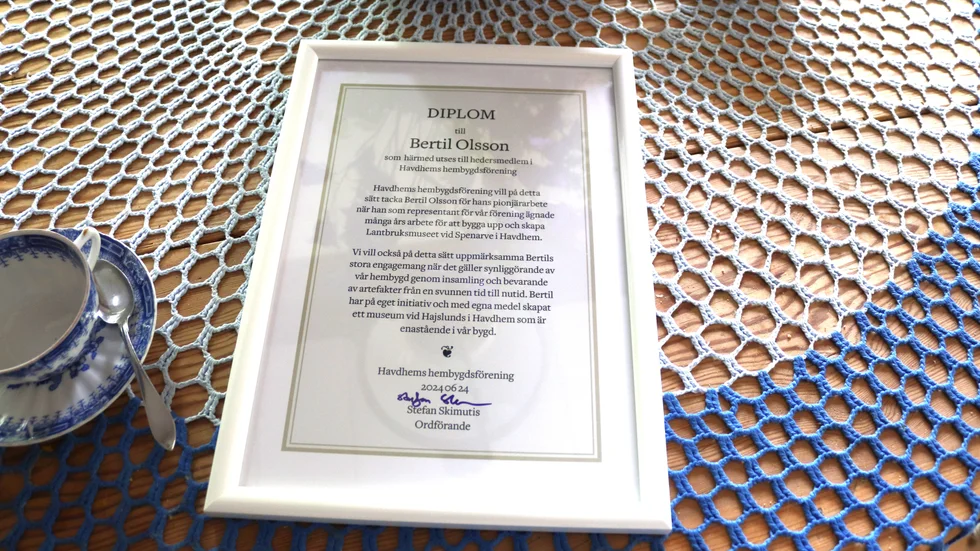 DIPLOM
till
Bertil Olsson
som härmed utses till hedersmedlem i
Havdhems hembygdsförening
Havdhems hembygdsförening vill på detta
sätt tacka Bertil Olsson för hans pionjärarbete
när han som representant för vår förening ägnade
många års arbete för att bygga upp och skapa
Lantbruksmuseet vid Spenarve i Havdhem.
Vi vill också på detta sätt uppmärksamma Bertils
stora engagemang när det gäller synliggörande av
vår hembygd genom insamling och bevarande
av artefakter från en svunnen tid till nutid. Bertil
har på eget initiativ och med egna medel skapat
ett museum vid Hajslunds i Havdhem som är
enastående i vår bygd.
Havdhems hembygdsförening
2024 06 24
Stefan Skimutis
Ordförande